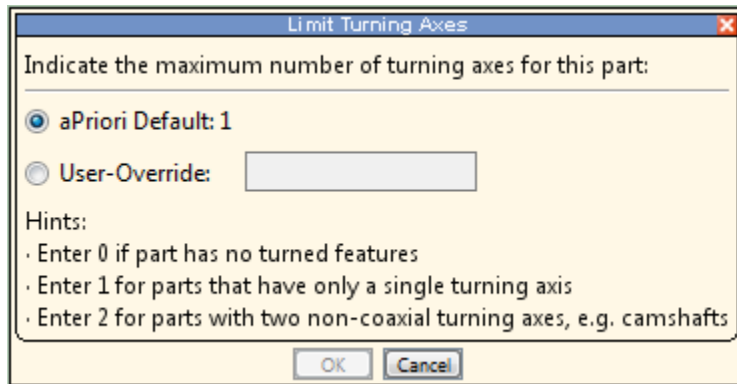 Limit Turning Axes
Indicate the maximum number of turning axes for this part:
aPriori Default: 1
User-Override:
Hints:
· Enter 0 if part has no turned features
· Enter 1 for parts that have only a single turning axis
· Enter 2 for parts with two non-coaxial turning axes, e.g. camshafts
OK Cancel